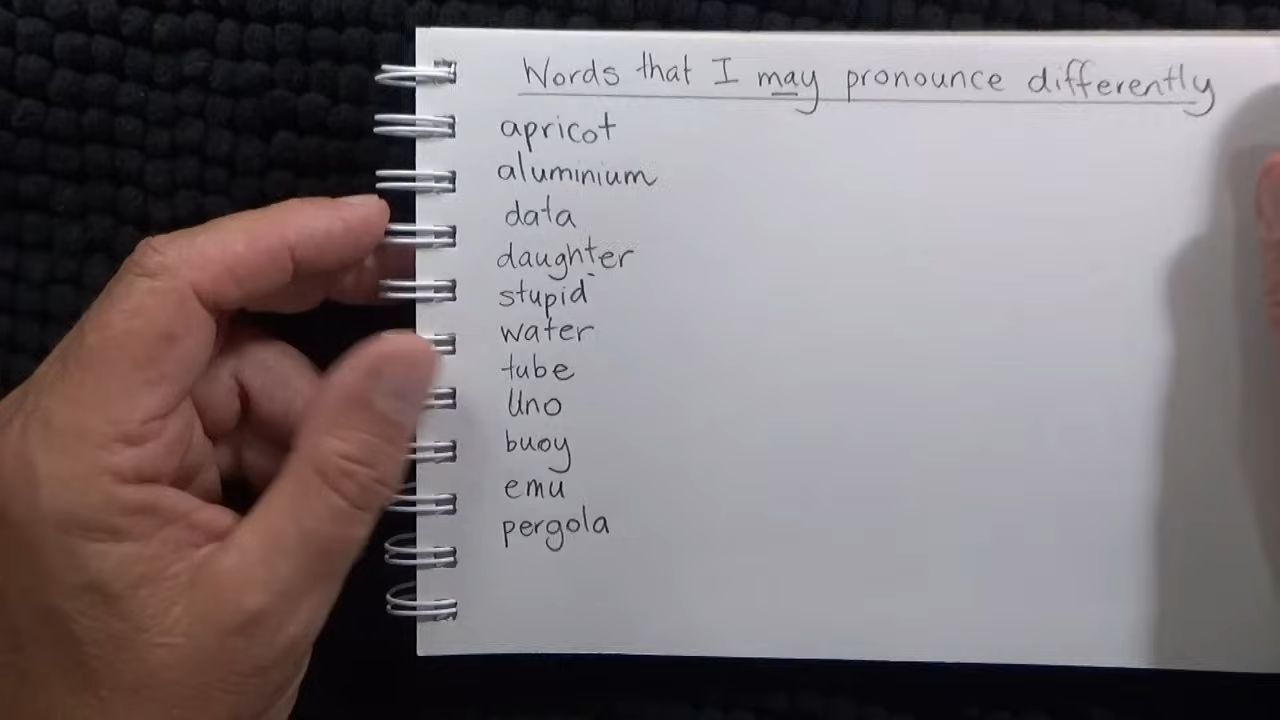 Words that I may pronounce differently
apricot
aluminium
data
daughter
stupid
water
tube
Uno
buoy
emu
pergola